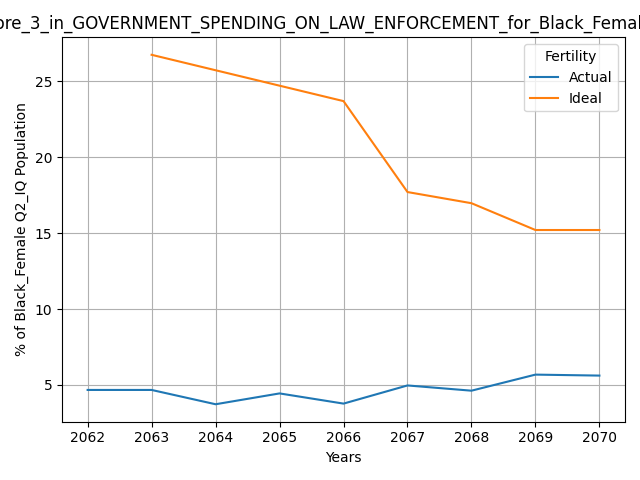 ore_3_in_GOVERNMENT_SPENDING_ON_LAW_ENFORCEMENT_for_Black_Femal
Fertility
Actual
Ideal
% of Black_Female Q2_IQ Population
25
20
15
10
5
2062 2063 2064 2065 2066 2067 2068 2069 2070
Years